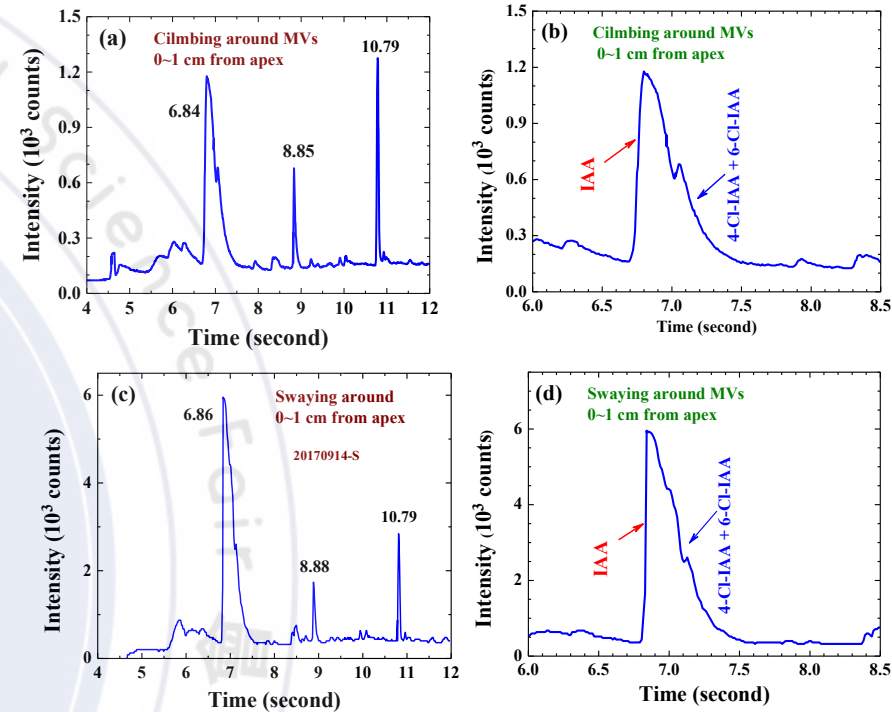 (a)
Cilmbing around MVs
0~1 cm from apex
10.79
6.84
8.85
1.5
1.2
0.9
0.6
0.3
0.0
Intensity (10³ counts)
4 5 6 7 8 9 10 11 12
Time (second)
(b)
Cilmbing around MVs
0~1 cm from apex
IAA
4-Cl-IAA + 6-Cl-IAA
1.5
1.2
0.9
0.6
0.3
0.0
Intensity (10³ counts)
6.0 6.5 7.0 7.5 8.0 8.5
Time (second)
(c)
Swaying around
0~1 cm from apex
20170914-S
6.86
8.88
10.79
6
4
2
0
Intensity (10³ counts)
4 5 6 7 8 9 10 11 12
Time (second)
(d)
Swaying around MVs
0~1 cm from apex
IAA
4-Cl-IAA + 6-Cl-IAA
6
4
2
0
Intensity (10³ counts)
6.0 6.5 7.0 7.5 8.0 8.5
Time (second)
Science Fair